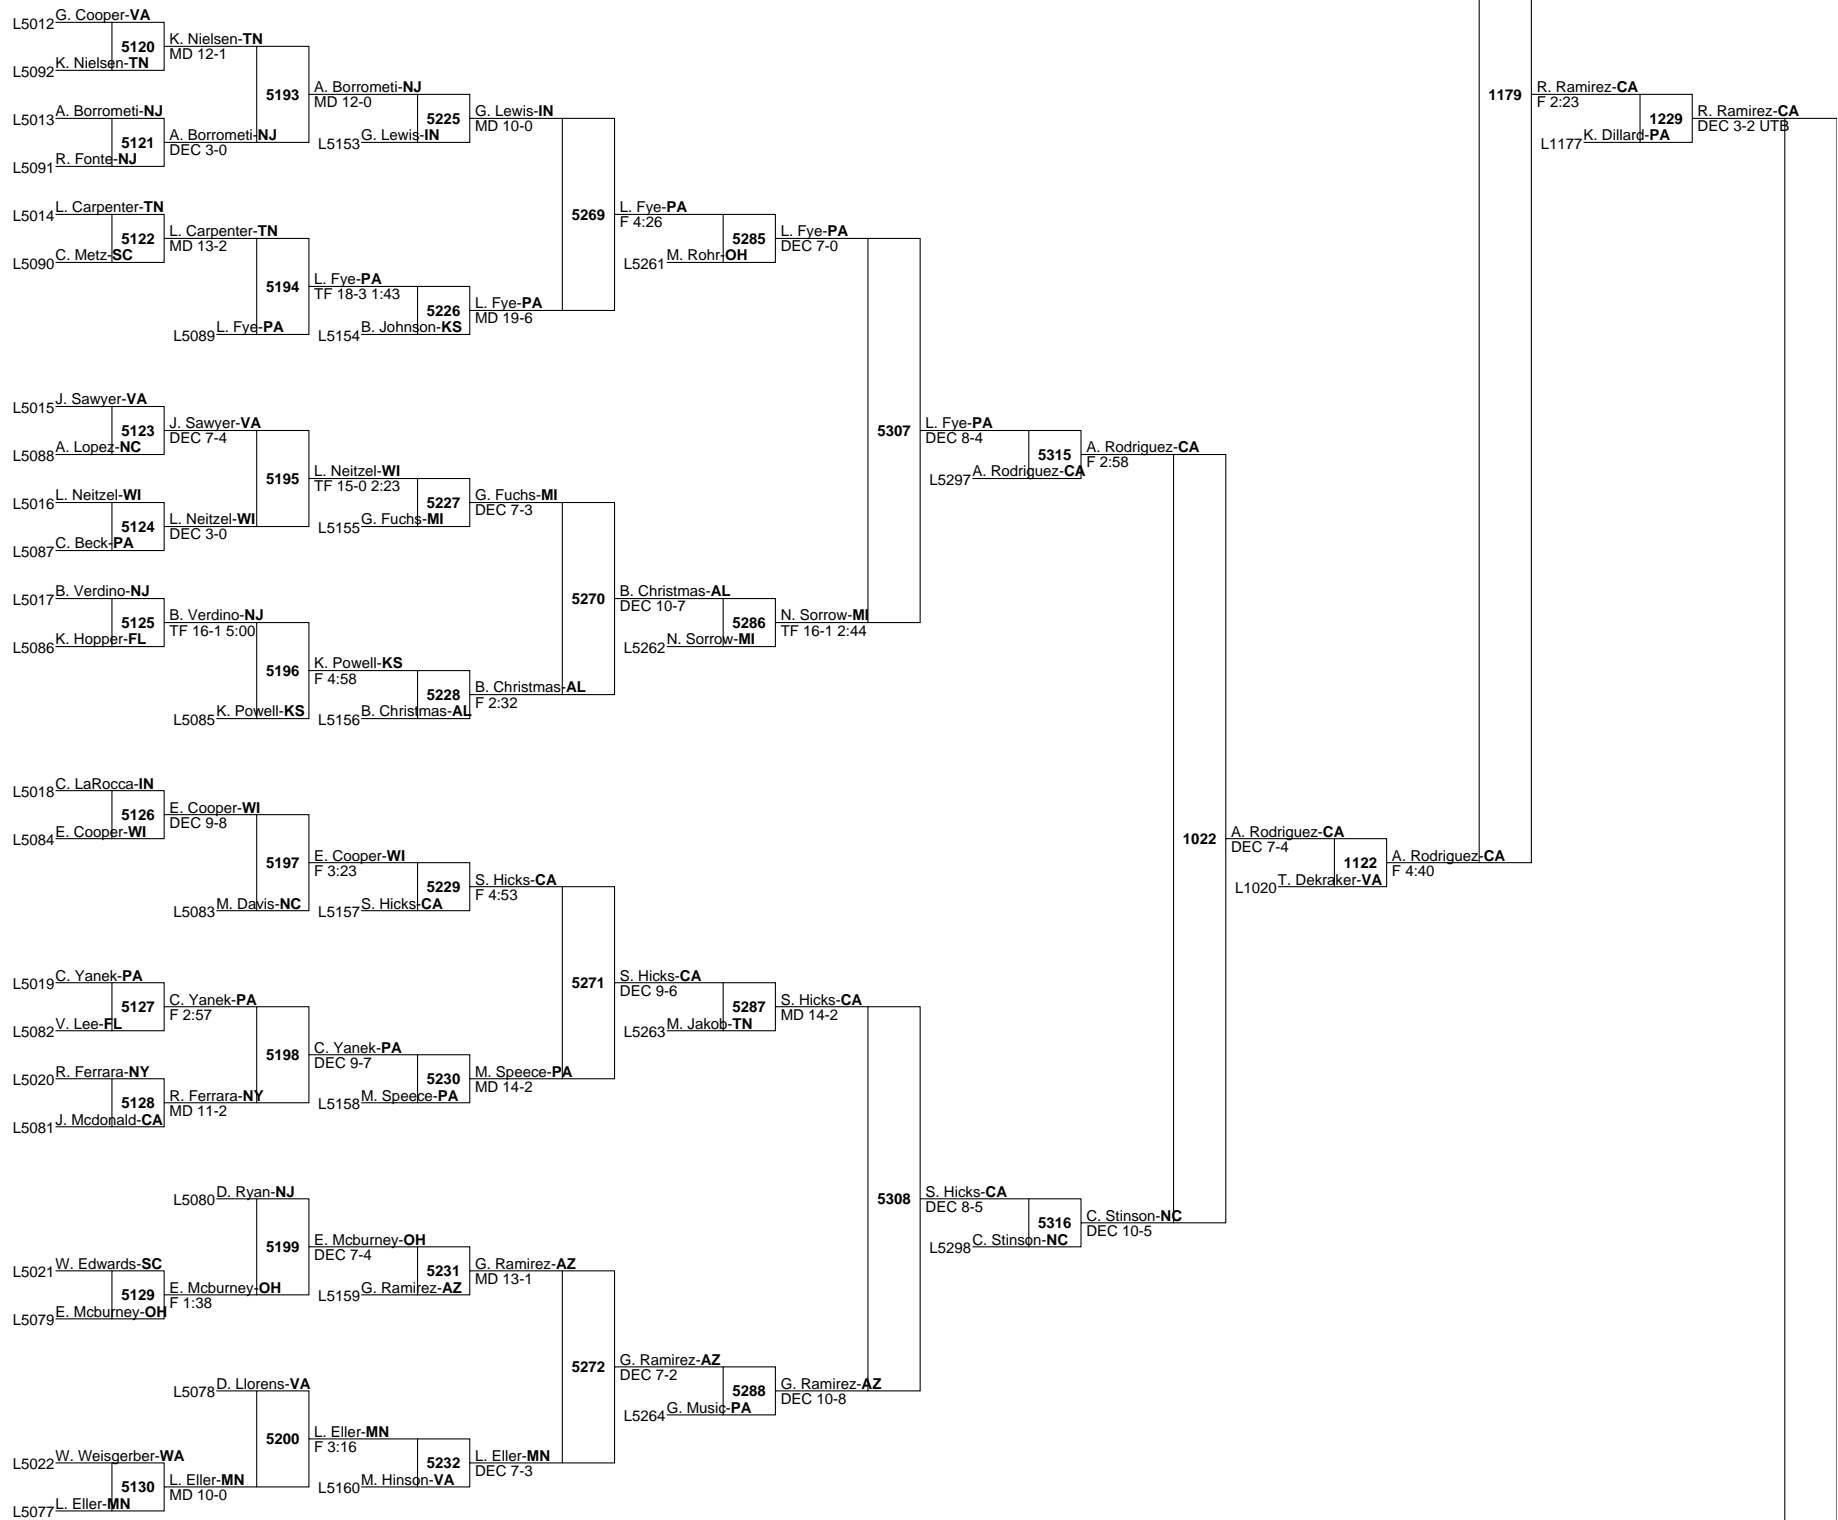 L5012 G. Cooper-VA
5120
K. Nielsen-TN
MD 12-1
L5092 K. Nielsen-TN
5193
A. Borrometi-NJ
MD 12-0
L5013 A. Borrometi-NJ
5121
A. Borrometi-NJ
DEC 3-0
L5091 R. Fonte-NJ
5225
G. Lewis-IN
MD 10-0
L5153 G. Lewis-IN
L5014 L. Carpenter-TN
5122
L. Carpenter-TN
MD 13-2
L5090 C. Metz-SC
5194
L. Fye-PA
TF 18-3 1:43
L5089 L. Fye-PA
5226
L. Fye-PA
MD 19-6
L5154 B. Johnson-KS
5269
L. Fye-PA
F 4:26
5285
L. Fye-PA
DEC 7-0
L5261 M. Rohr-OH
L5015 J. Sawyer-VA
5123
J. Sawyer-VA
DEC 7-4
L5088 A. Lopez-NC
5195
L. Neitzel-WI
TF 15-0 2:23
L5016 L. Neitzel-WI
5124
L. Neitzel-WI
DEC 3-0
L5087 C. Beck-PA
5227
G. Fuchs-MI
DEC 7-3
L5155 G. Fuchs-MI
L5017 B. Verdino-NJ
5125
B. Verdino-NJ
TF 16-1 5:00
L5086 K. Hopper-FL
5196
K. Powell-KS
F 4:58
L5085 K. Powell-KS
5228
B. Christmas-AL
F 2:32
L5156 B. Christmas-AL
5270
B. Christmas-AL
DEC 10-7
5286
N. Sorrow-MI
TF 16-1 2:44
L5262 N. Sorrow-MI
5307
L. Fye-PA
DEC 8-4
5315
A. Rodriguez-CA
F 2:58
L5297 A. Rodriguez-CA
L5018 C. LaRocca-IN
5126
E. Cooper-WI
DEC 9-8
L5084 E. Cooper-WI
5197
E. Cooper-WI
F 3:23
L5083 M. Davis-NC
5229
S. Hicks-CA
F 4:53
L5157 S. Hicks-CA
L5019 C. Yanek-PA
5127
C. Yanek-PA
F 2:57
L5082 V. Lee-FL
5198
C. Yanek-PA
DEC 9-7
L5020 R. Ferrara-NY
5128
R. Ferrara-NY
MD 11-2
L5081 J. Mcdonald-CA
5230
M. Speece-PA
MD 14-2
L5158 M. Speece-PA
5271
S. Hicks-CA
DEC 9-6
5287
S. Hicks-CA
MD 14-2
L5263 M. Jakob-TN
L5080 D. Ryan-NJ
5199
E. Mcburney-OH
DEC 7-4
L5021 W. Edwards-SC
5129
E. Mcburney-OH
F 1:38
L5079 E. Mcburney-OH
5231
G. Ramirez-AZ
MD 13-1
L5159 G. Ramirez-AZ
L5078 D. Llorens-VA
5200
L. Eller-MN
F 3:16
L5022 W. Weisgerber-WA
5130
L. Eller-MN
MD 10-0
L5077 L. Eller-MN
5232
L. Eller-MN
DEC 7-3
L5160 M. Hinson-VA
5272
G. Ramirez-AZ
DEC 7-2
5288
G. Ramirez-AZ
DEC 10-8
L5264 G. Music-PA
5308
S. Hicks-CA
DEC 8-5
5316
C. Stinson-NC
DEC 10-5
L5298 C. Stinson-NC
1022
A. Rodriguez-CA
DEC 7-4
1122
A. Rodriguez-CA
F 4:40
L1020 T. Dekraker-VA
1179
R. Ramirez-CA
F 2:23
1229
R. Ramirez-CA
DEC 3-2 UTB
L1177 K. Dillard-PA